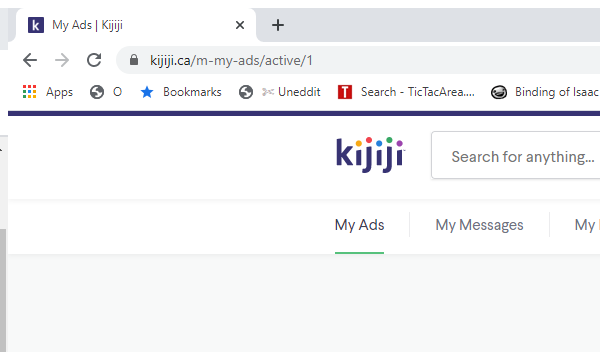 k My Ads | Kijiji
kijiji.ca/m-my-ads/active/1
Apps O Bookmarks Uneddit T Search - TicTacArea.... Binding of Isaac
kijiji
Search for anything...
My Ads My Messages My